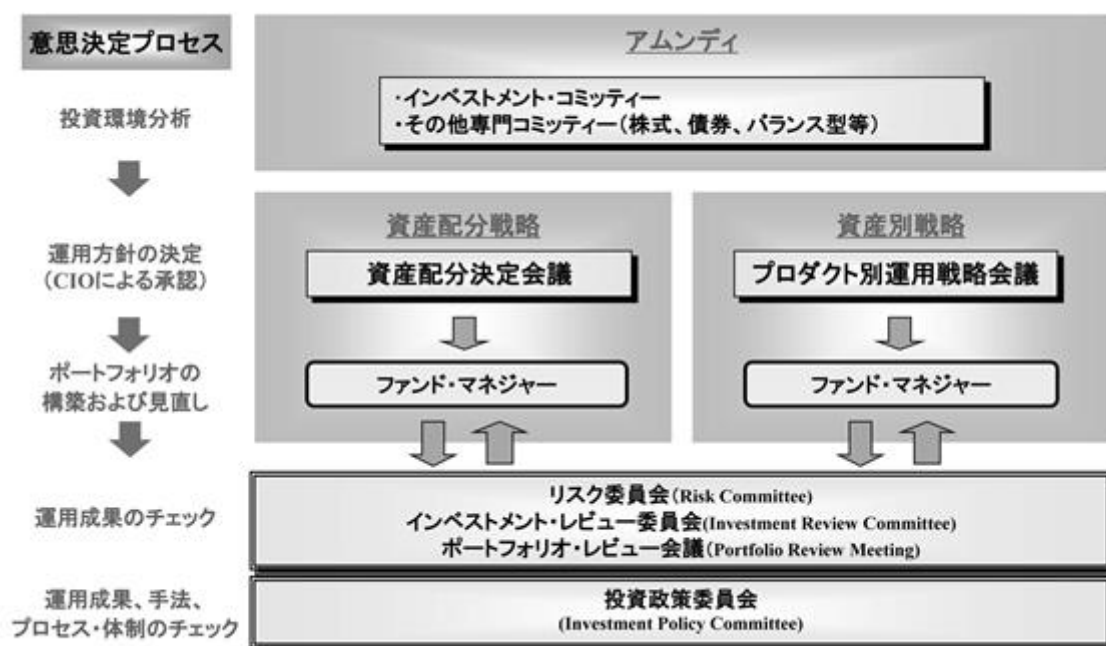 意思決定プロセス
アムンディ
投資環境分析
・インベストメント・コミッティー
・その他専門コミッティー(株式、債券、バランス型等)
運用方針の決定
(CIOによる承認)
資産配分戦略
資産配分決定会議
資産別戦略
プロダクト別運用戦略会議
ポートフォリオの
構築および見直し
ファンド・マネジャー
ファンド・マネジャー
運用成果のチェック
リスク委員会(Risk Committee)
インベストメント・レビュー委員会(Investment Review Committee)
ポートフォリオ・レビュー会議(Portfolio Review Meeting)
運用成果、手法、
プロセス・体制のチェック
投資政策委員会
(Investment Policy Committee)